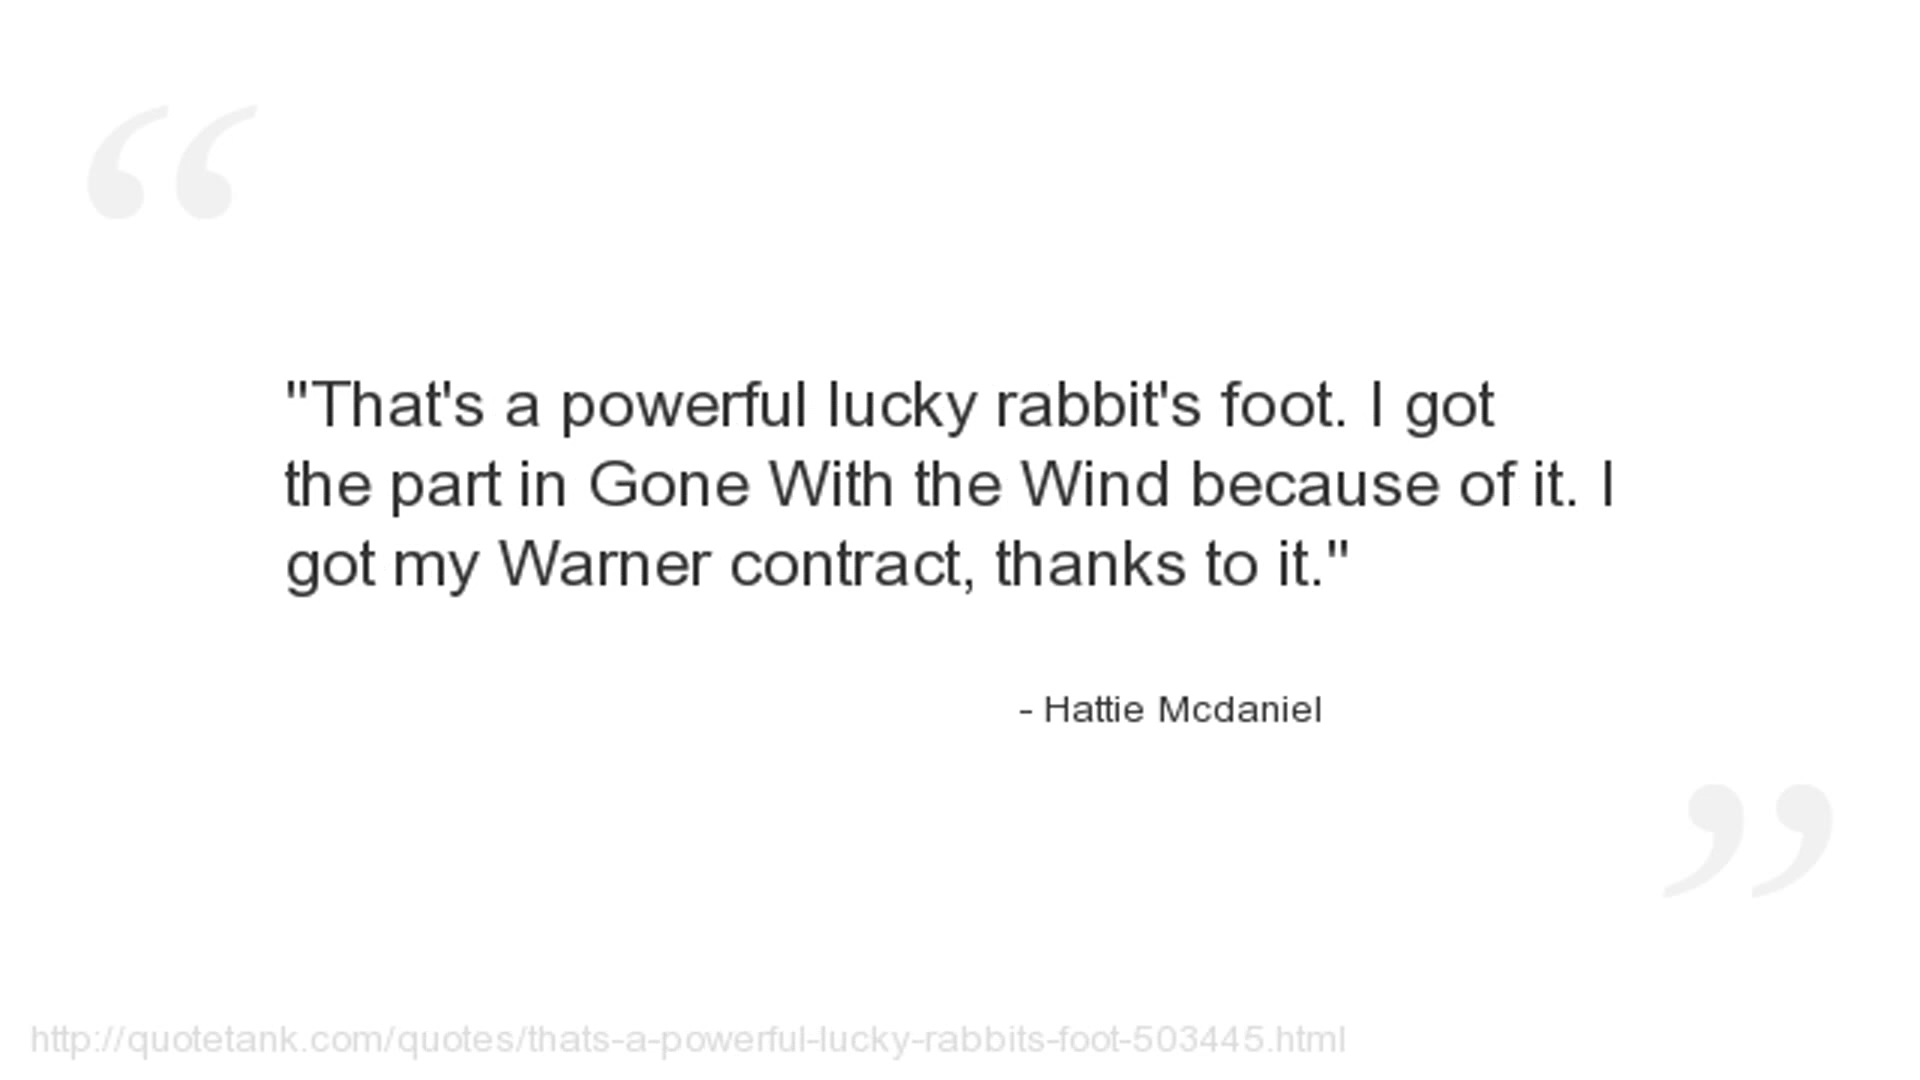 "That's a powerful lucky rabbit's foot. I got
the part in Gone With the Wind because of it. I
got my Warner contract, thanks to it."
- Hattie Mcdaniel
http://quotetank.com/quotes/thats-a-powerful-lucky-rabbits-foot-503445.html